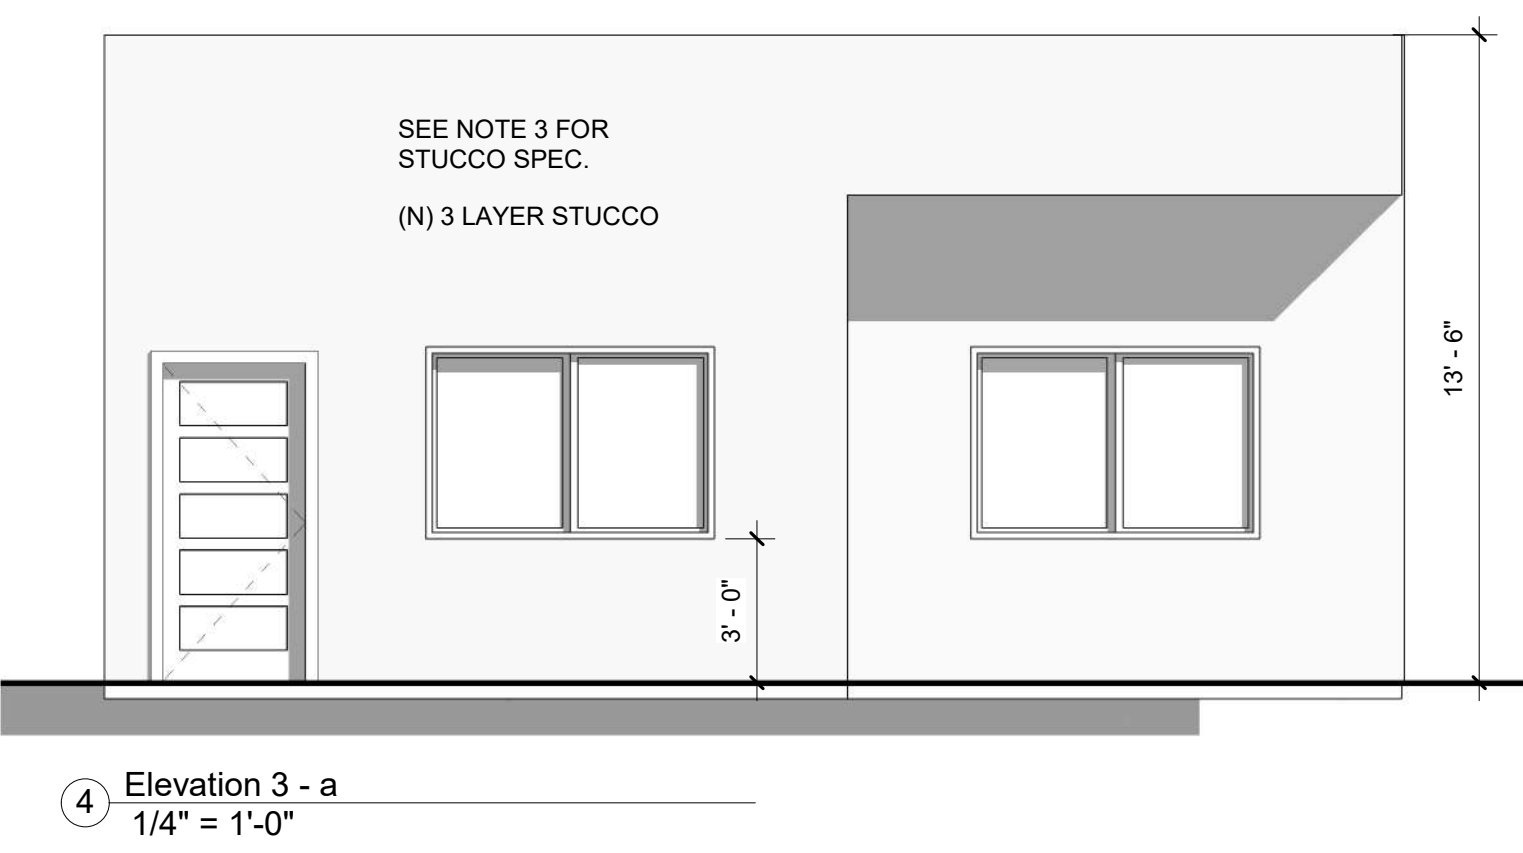 SEE NOTE 3 FOR
STUCCO SPEC.
(N) 3 LAYER STUCCO
13' - 6"
3' - 0"
4
Elevation 3 - a
1/4" = 1'-0"